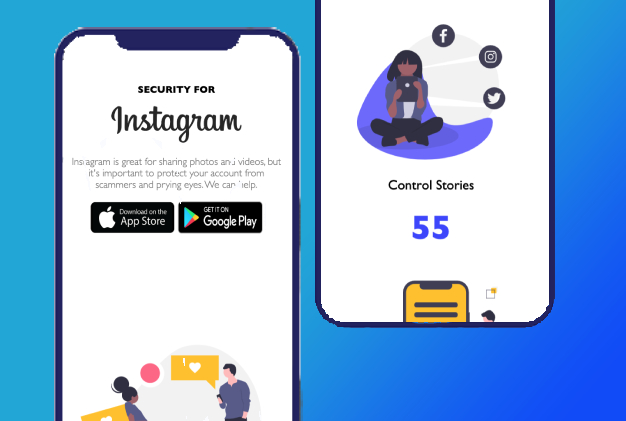 SECURITY FOR
Instagram
Instagram is great for sharing photos and videos, but
it's important to protect your account from
scammers and prying eyes. We can help.
Download on the
App Store
GET IT ON
Google Play
Control Stories
55